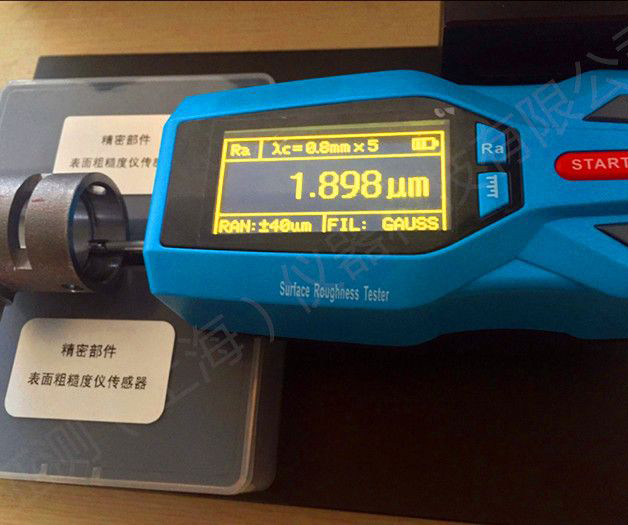 精密部件
表面粗糙度仪传感
Ra λc=0.8mm×5
1.898 µm
RAN:±40um FIL: GAUSS
Ra
START
Surface Roughness Tester
精密部件
表面粗糙度仪传感器